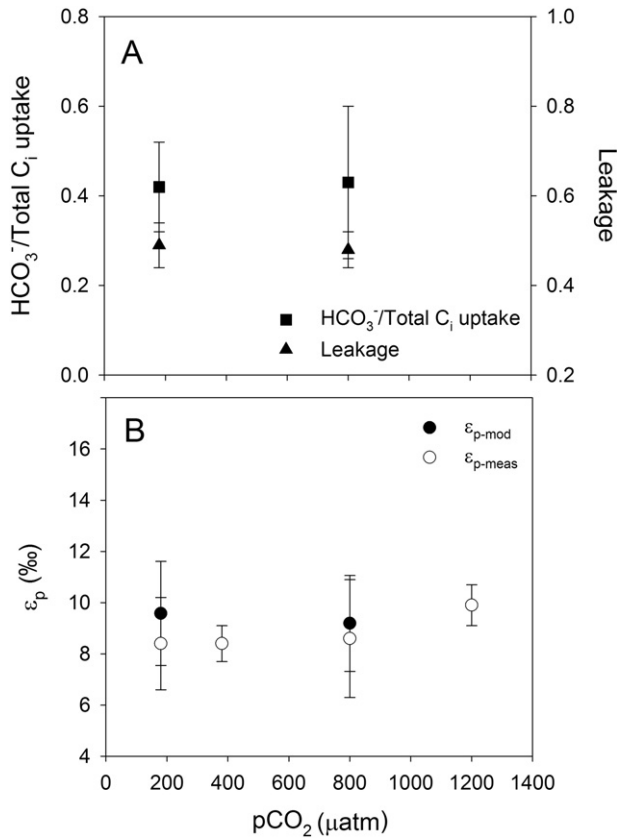 A
HCO₃⁻/Total Cᵢ uptake
0.8
0.6
0.4
0.2
0.0
Leakage
1.0
0.8
0.6
0.4
0.2
HCO₃⁻/Total Cᵢ uptake
Leakage
B
εp-mod
εp-meas
εp (‰)
16
14
12
10
8
6
4
0 200 400 600 800 1000 1200 1400
pCO₂ (μatm)